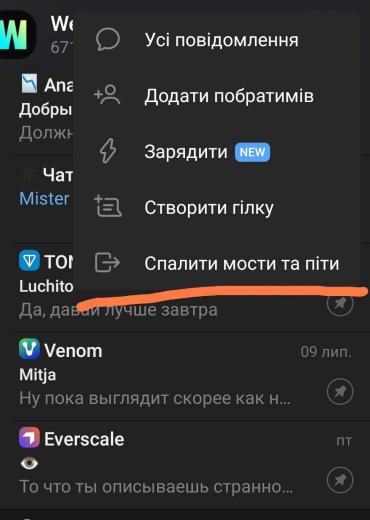 We
671
Усі повідомлення
Ana
Добры
Должн
Додати побратимів
Зарядити NEW
# Чат
Mister
Створити гілку
TON
Luchito
Спалити мости та піти
Да, давай лучше завтра
Venom 09 лип.
Mitja
Ну пока выглядит скорее как н...
Everscale пт
То что ты описываешь странно...